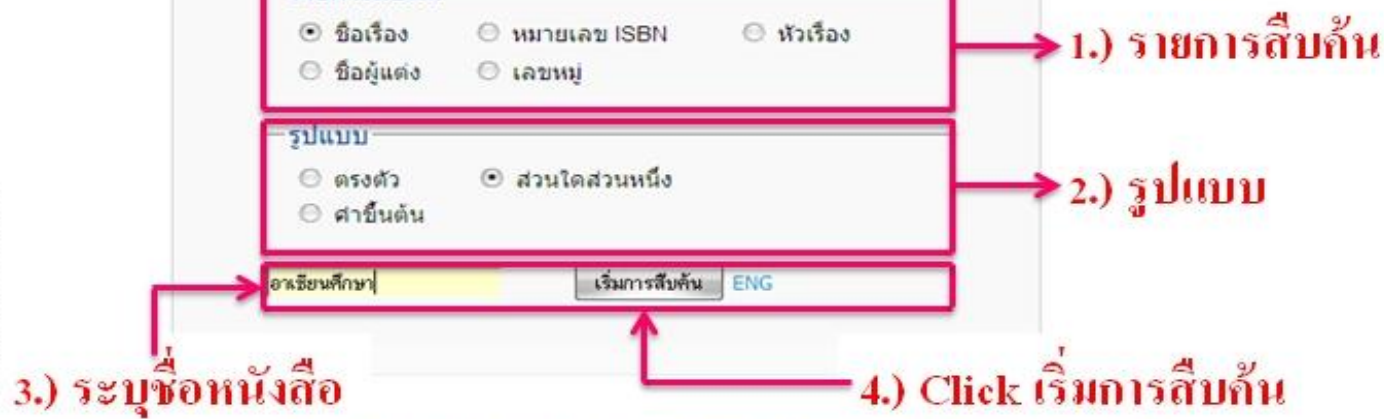 ชื่อเรื่อง หมายเลข ISBN หัวเรื่อง
ชื่อผู้แต่ง เลขหมู่
1.) รายการสืบค้น
รูปแบบ
ตรงตัว ส่วนใดส่วนหนึ่ง
คำขึ้นต้น
2.) รูปแบบ
อาเซียนศึกษา เริ่มการสืบค้น ENG
3.) ระบุชื่อหนังสือ
4.) Click เริ่มการสืบค้น